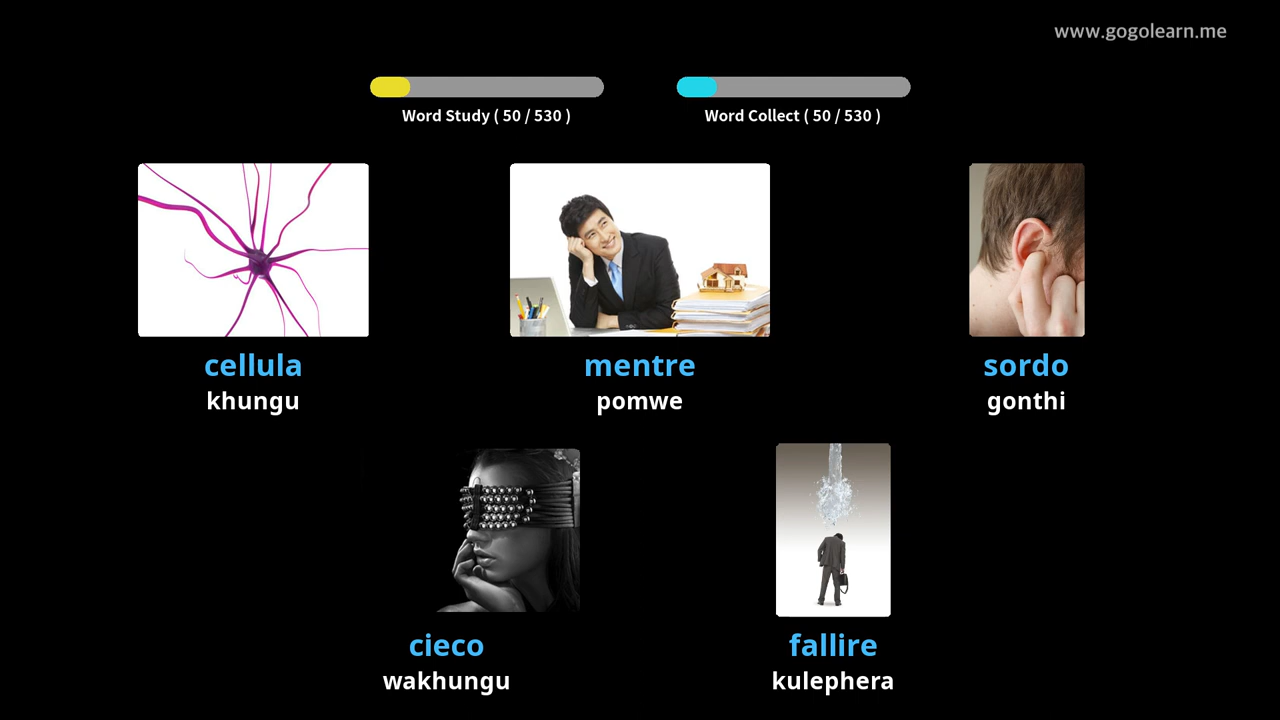 www.gogolearn.me
Word Study ( 50 / 530 )
Word Collect ( 50 / 530 )
cellula
khungu
mentre
pomwe
sordo
gonthi
cieco
wakhungu
fallire
kulephera